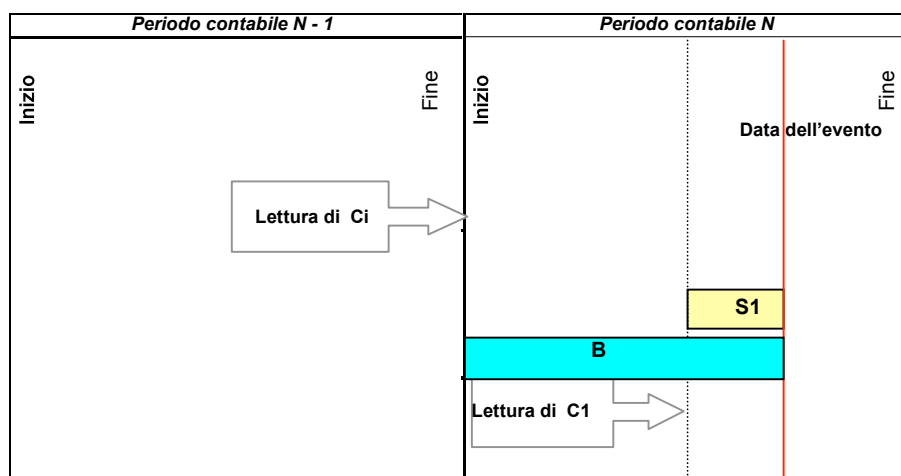 Periodo contabile N - 1
Periodo contabile N
Inizio
Fine
Inizio
Fine
Data dell'evento
Lettura di Ci
S1
B
Lettura di C1